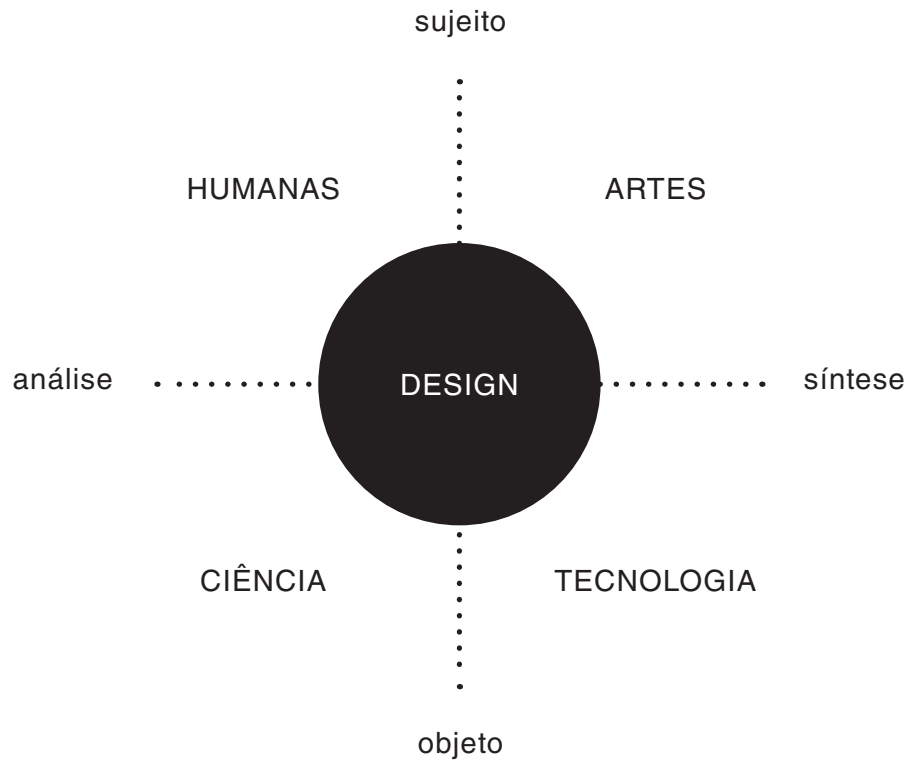 sujeito
HUMANAS
ARTES
análise
DESIGN
síntese
CIÊNCIA
TECNOLOGIA
objeto